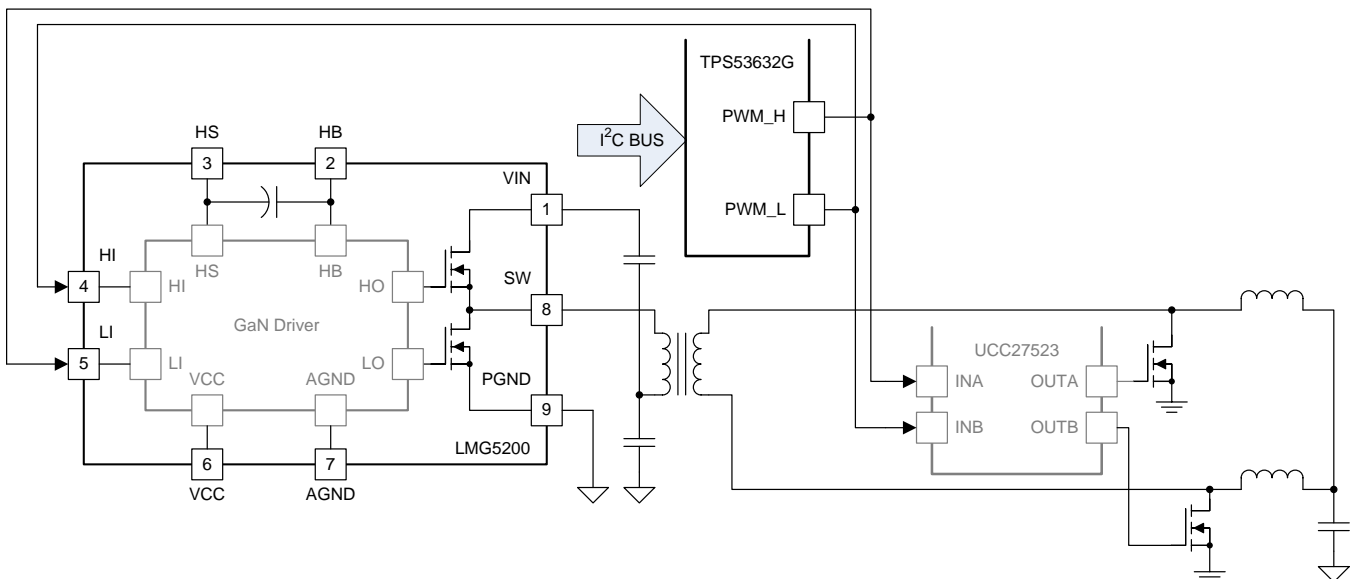 TPS53632G
PWM_H
I²C BUS
PWM_L
HS
HB
3
2
VIN
1
HI
4
HS
HB
HI
HO
SW
8
GaN Driver
LI
5
LI
LO
VCC
AGND
PGND
9
LMG5200
6
7
VCC
AGND
UCC27523
INA
OUTA
INB
OUTB